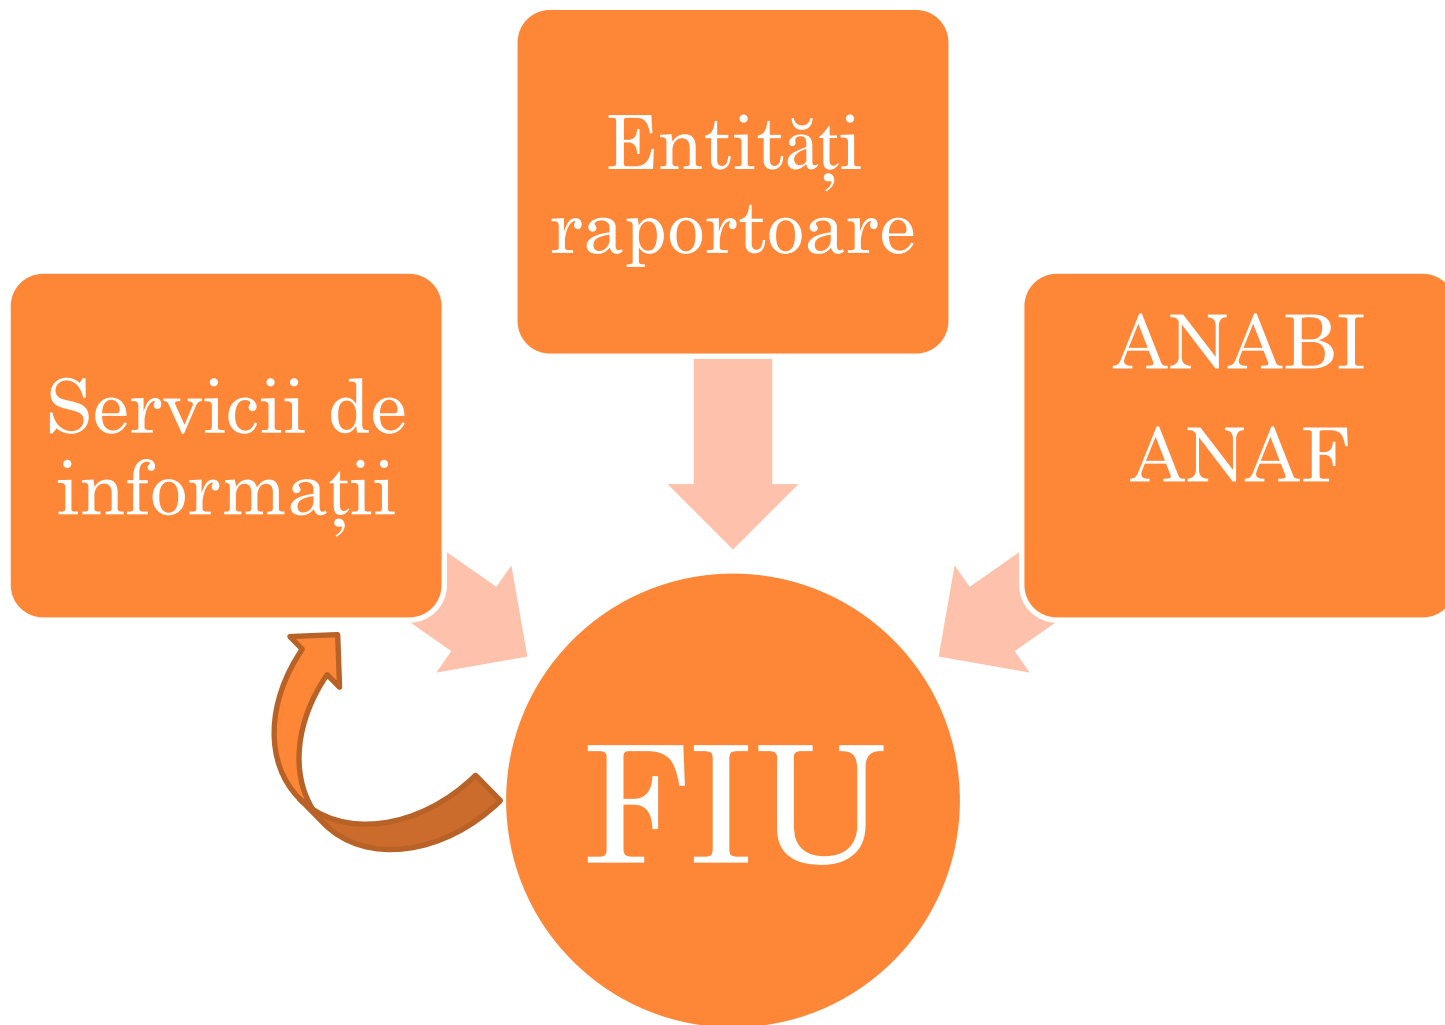 Entități
raportoare
Servicii de
informații
ANABI
ANAF
FIU